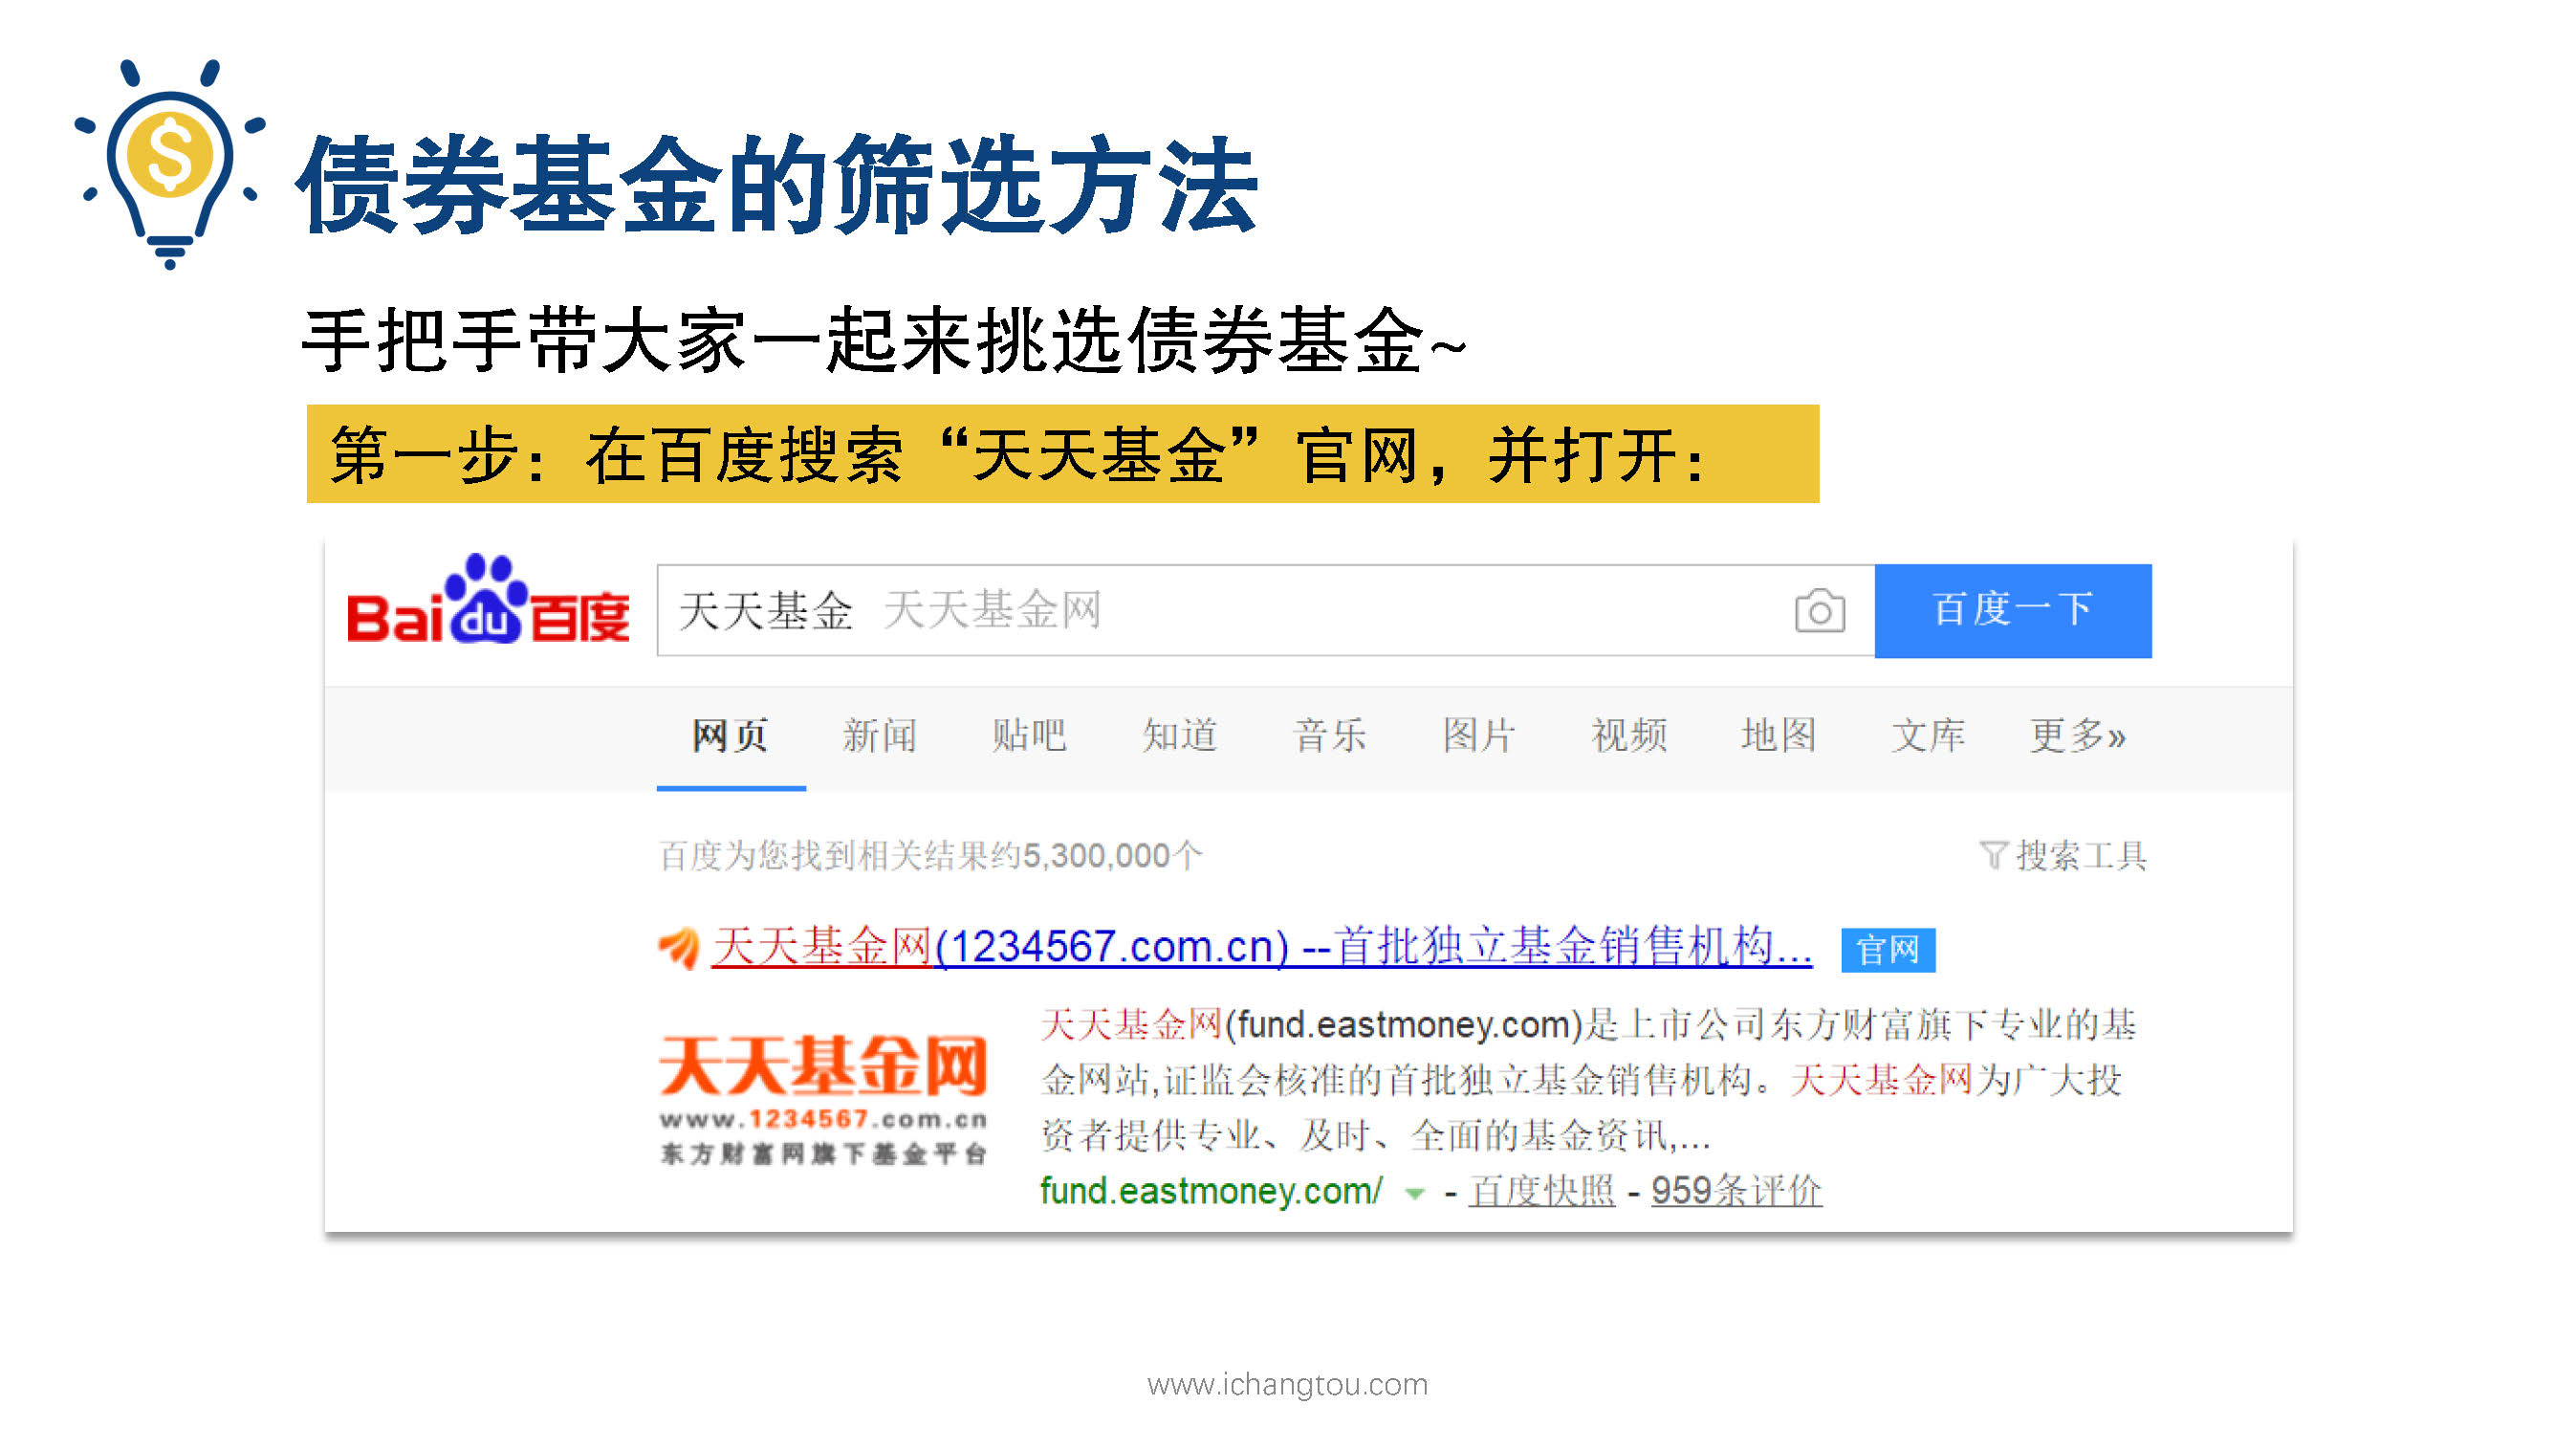 债券基金的筛选方法
手把手带大家一起来挑选债券基金~
第一步：在百度搜索“天天基金”官网，并打开：
Bai du 百度 天天基金 天天基金网 百度一下
网页 新闻 贴吧 知道 音乐 图片 视频 地图 文库 更多»
百度为您找到相关结果约5,300,000个 搜索工具
天天基金网(1234567.com.cn) --首批独立基金销售机构... 官网
天天基金网
www.1234567.com.cn
东方财富网旗下基金平台
天天基金网(fund.eastmoney.com)是上市公司东方财富旗下专业的基
金网站,证监会核准的首批独立基金销售机构。天天基金网为广大投
资者提供专业、及时、全面的基金资讯,...
fund.eastmoney.com/ - 百度快照 - 959条评价
www.ichangtou.com